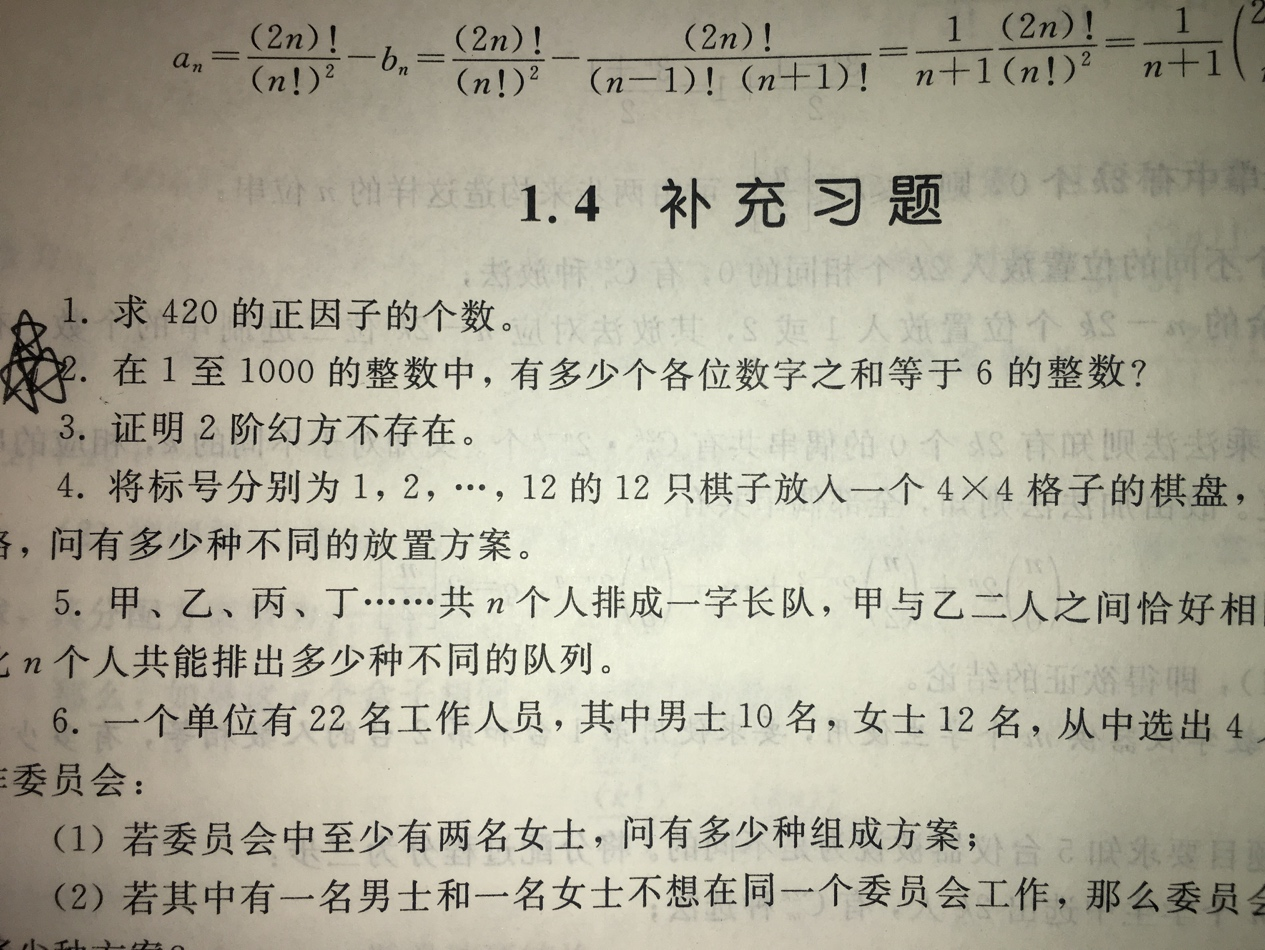 a_n = (2n)!/(n!)² − b_n = (2n)!/(n!)² − (2n)!/((n−1)! (n+1)!) = 1/(n+1) (2n)!/(n!)² = 1/(n+1) (
1.4 补充习题
1. 求 420 的正因子的个数。
2. 在 1 至 1000 的整数中，有多少个各位数字之和等于 6 的整数？
3. 证明 2 阶幻方不存在。
4. 将标号分别为 1, 2, …, 12 的 12 只棋子放入一个 4×4 格子的棋盘，
，问有多少种不同的放置方案。
5. 甲、乙、丙、丁……共 n 个人排成一字长队，甲与乙二人之间恰好相
n 个人共能排出多少种不同的队列。
6. 一个单位有 22 名工作人员，其中男士 10 名，女士 12 名，从中选出 4
委员会：
(1) 若委员会中至少有两名女士，问有多少种组成方案；
(2) 若其中有一名男士和一名女士不想在同一个委员会工作，那么委员会